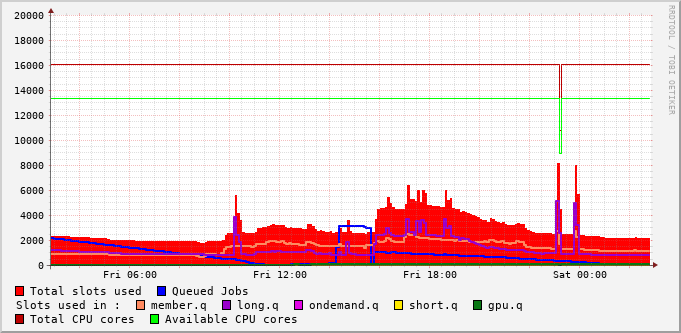 RRDTOOL / TOBI OETIKER
20000
18000
16000
14000
12000
10000
8000
6000
4000
2000
0
Fri 06:00 Fri 12:00 Fri 18:00 Sat 00:00
Total slots used Queued Jobs
Slots used in : member.q long.q ondemand.q short.q gpu.q
Total CPU cores Available CPU cores